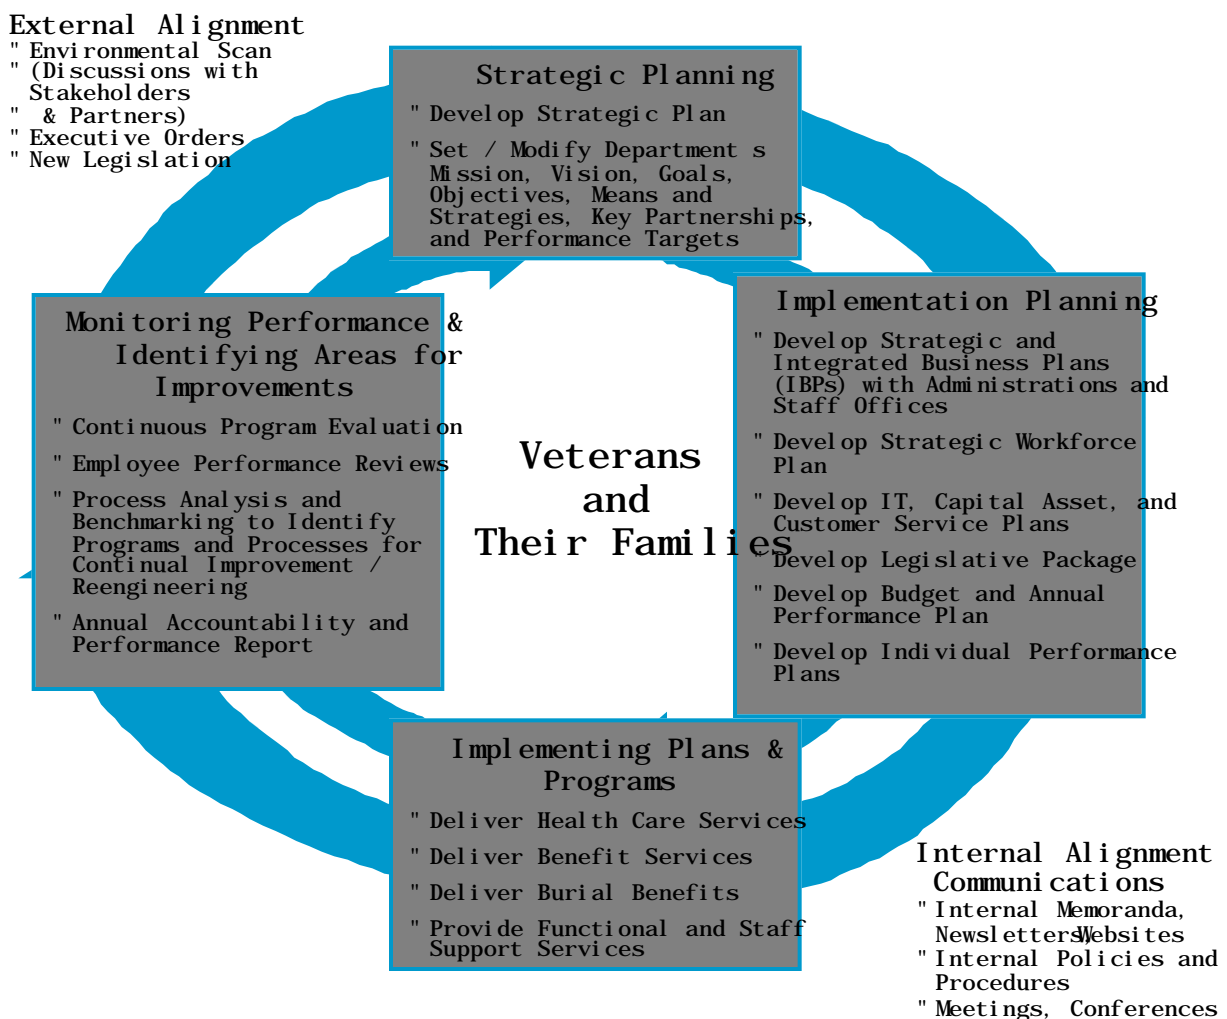 External Alignment
" Environmental Scan
" (Discussions with
Stakeholders
" & Partners)
" Executive Orders
" New Legislation
Strategic Planning
" Develop Strategic Plan
" Set / Modify Department s
Mission, Vision, Goals,
Objectives, Means and
Strategies, Key Partnerships,
and Performance Targets
Monitoring Performance &
Identifying Areas for
Improvements
" Continuous Program Evaluation
" Employee Performance Reviews
" Process Analysis and
Benchmarking to Identify
Programs and Processes for
Continual Improvement /
Reengineering
" Annual Accountability and
Performance Report
Veterans
and
Their Families
Implementation Planning
" Develop Strategic and
Integrated Business Plans
(IBPs) with Administrations and
Staff Offices
" Develop Strategic Workforce
Plan
" Develop IT, Capital Asset, and
Customer Service Plans
" Develop Legislative Package
" Develop Budget and Annual
Performance Plan
" Develop Individual Performance
Plans
Implementing Plans &
Programs
" Deliver Health Care Services
" Deliver Benefit Services
" Deliver Burial Benefits
" Provide Functional and Staff
Support Services
Internal Alignment
Communications
" Internal Memoranda,
Newsletters, Websites
" Internal Policies and
Procedures
" Meetings, Conferences